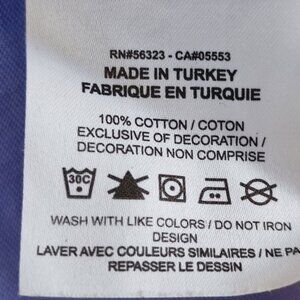 RN#56323 - CA#05553
MADE IN TURKEY
FABRIQUE EN TURQUIE
100% COTTON / COTON
EXCLUSIVE OF DECORATION /
DECORATION NON COMPRISE
30C
WASH WITH LIKE COLORS / DO NOT IRON
DESIGN
LAVER AVEC COULEURS SIMILAIRES / NE PA
REPASSER LE DESSIN